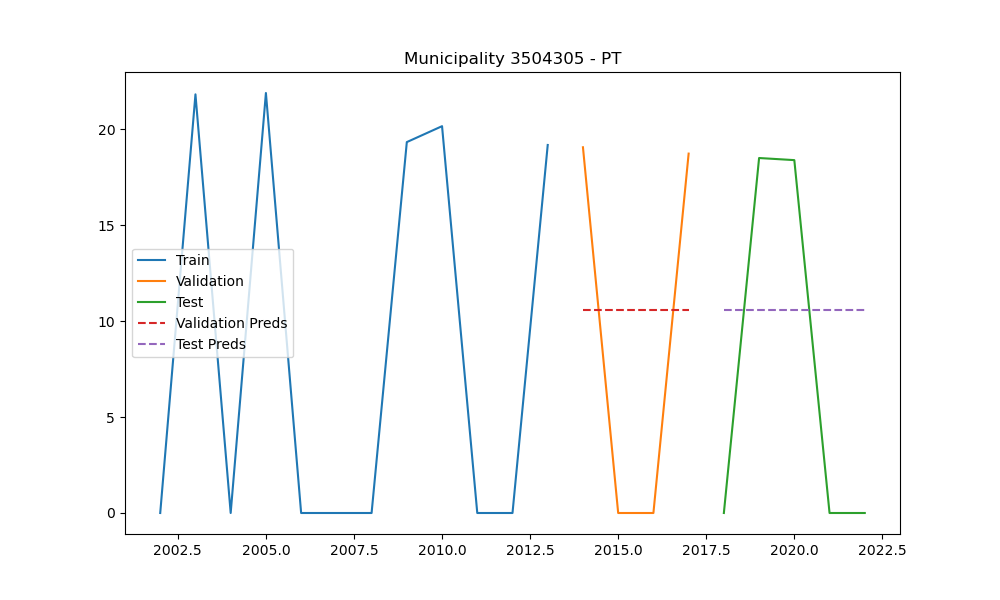 Municipality 3504305 - PT
20
15
10
5
0
Train
Validation
Test
Validation Preds
Test Preds
2002.5 2005.0 2007.5 2010.0 2012.5 2015.0 2017.5 2020.0 2022.5